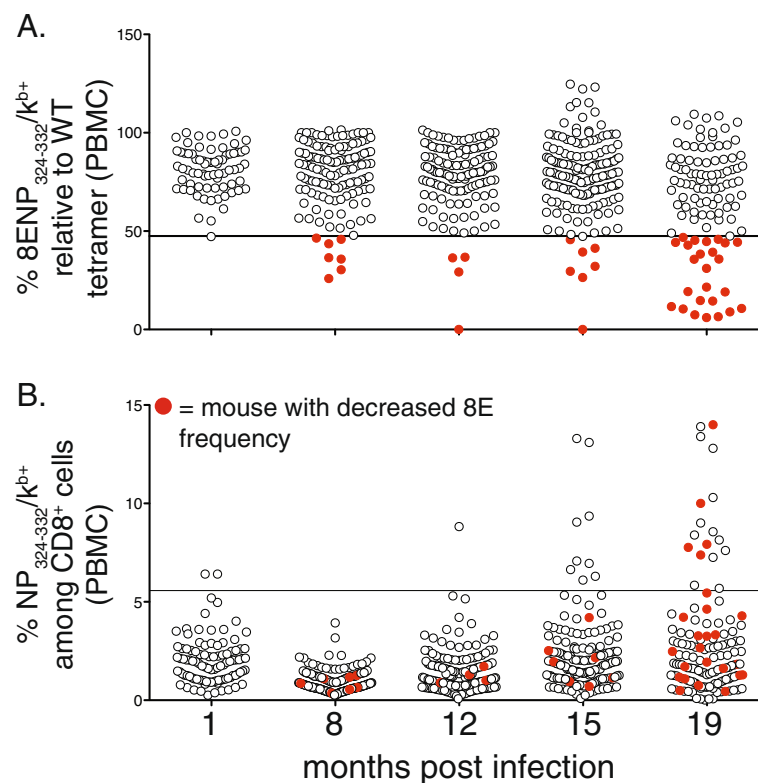 A.
% 8ENP324-332/kb+
relative to WT
tetramer (PBMC)
150
100
50
0
B.
% NP324-332/kb+
among CD8+ cells
(PBMC)
= mouse with decreased 8E
frequency
15
10
5
0
1 8 12 15 19
months post infection